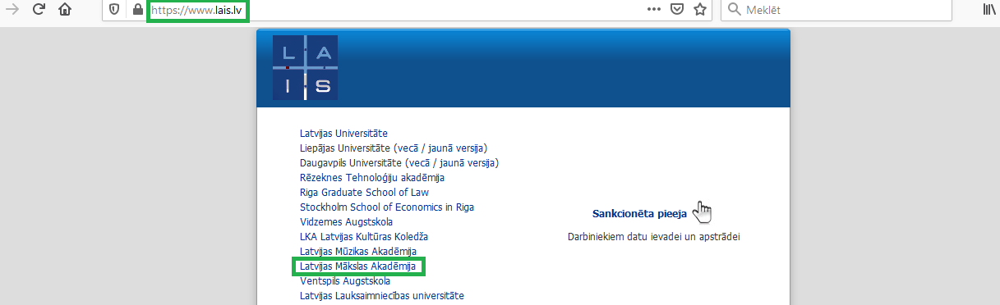 https://www.lais.lv
Meklēt
L A
I S
Latvijas Universitāte
Liepājas Universitāte (vecā / jaunā versija)
Daugavpils Universitāte (vecā / jaunā versija)
Rēzeknes Tehnoloģiju akadēmija
Riga Graduate School of Law
Stockholm School of Economics in Riga
Vidzemes Augstskola
LKA Latvijas Kultūras Koledža
Latvijas Mūzikas Akadēmija
Latvijas Mākslas Akadēmija
Ventspils Augstskola
Latvijas Lauksaimniecības universitāte
Sankcionēta pieeja
Darbiniekiem datu ievadei un apstrādei